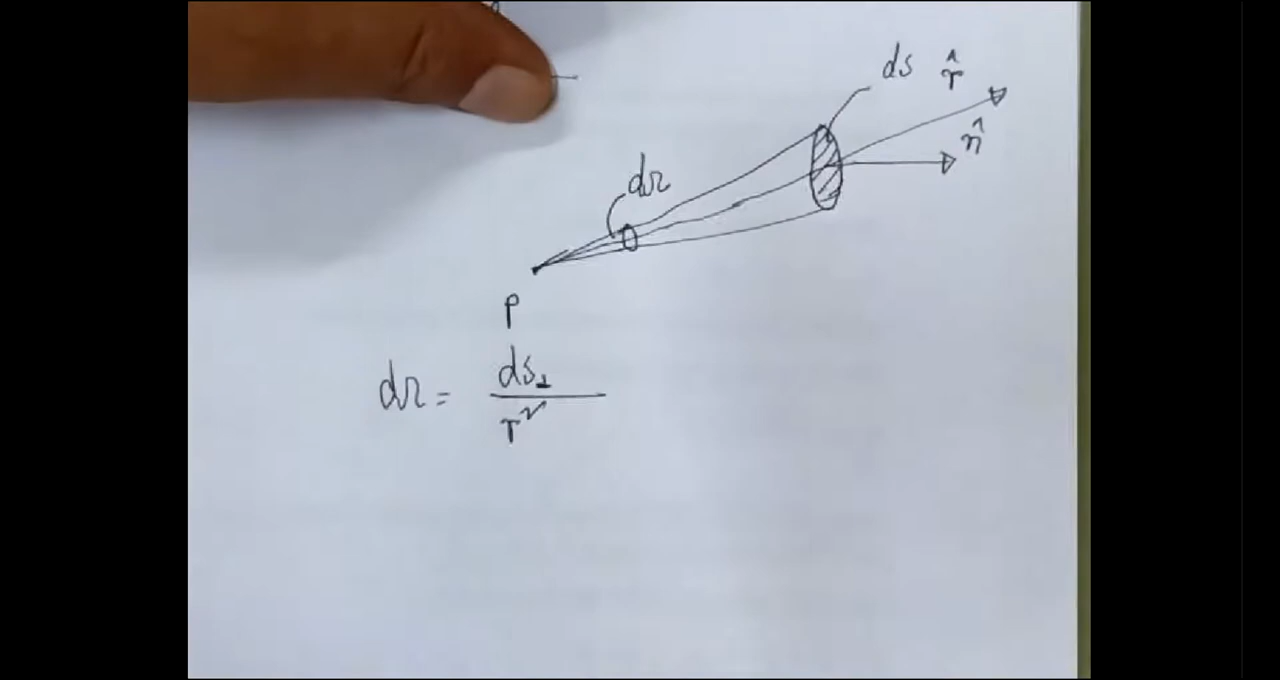 ds r̂
n̂
dΩ
P
dΩ = ds⊥ / r²